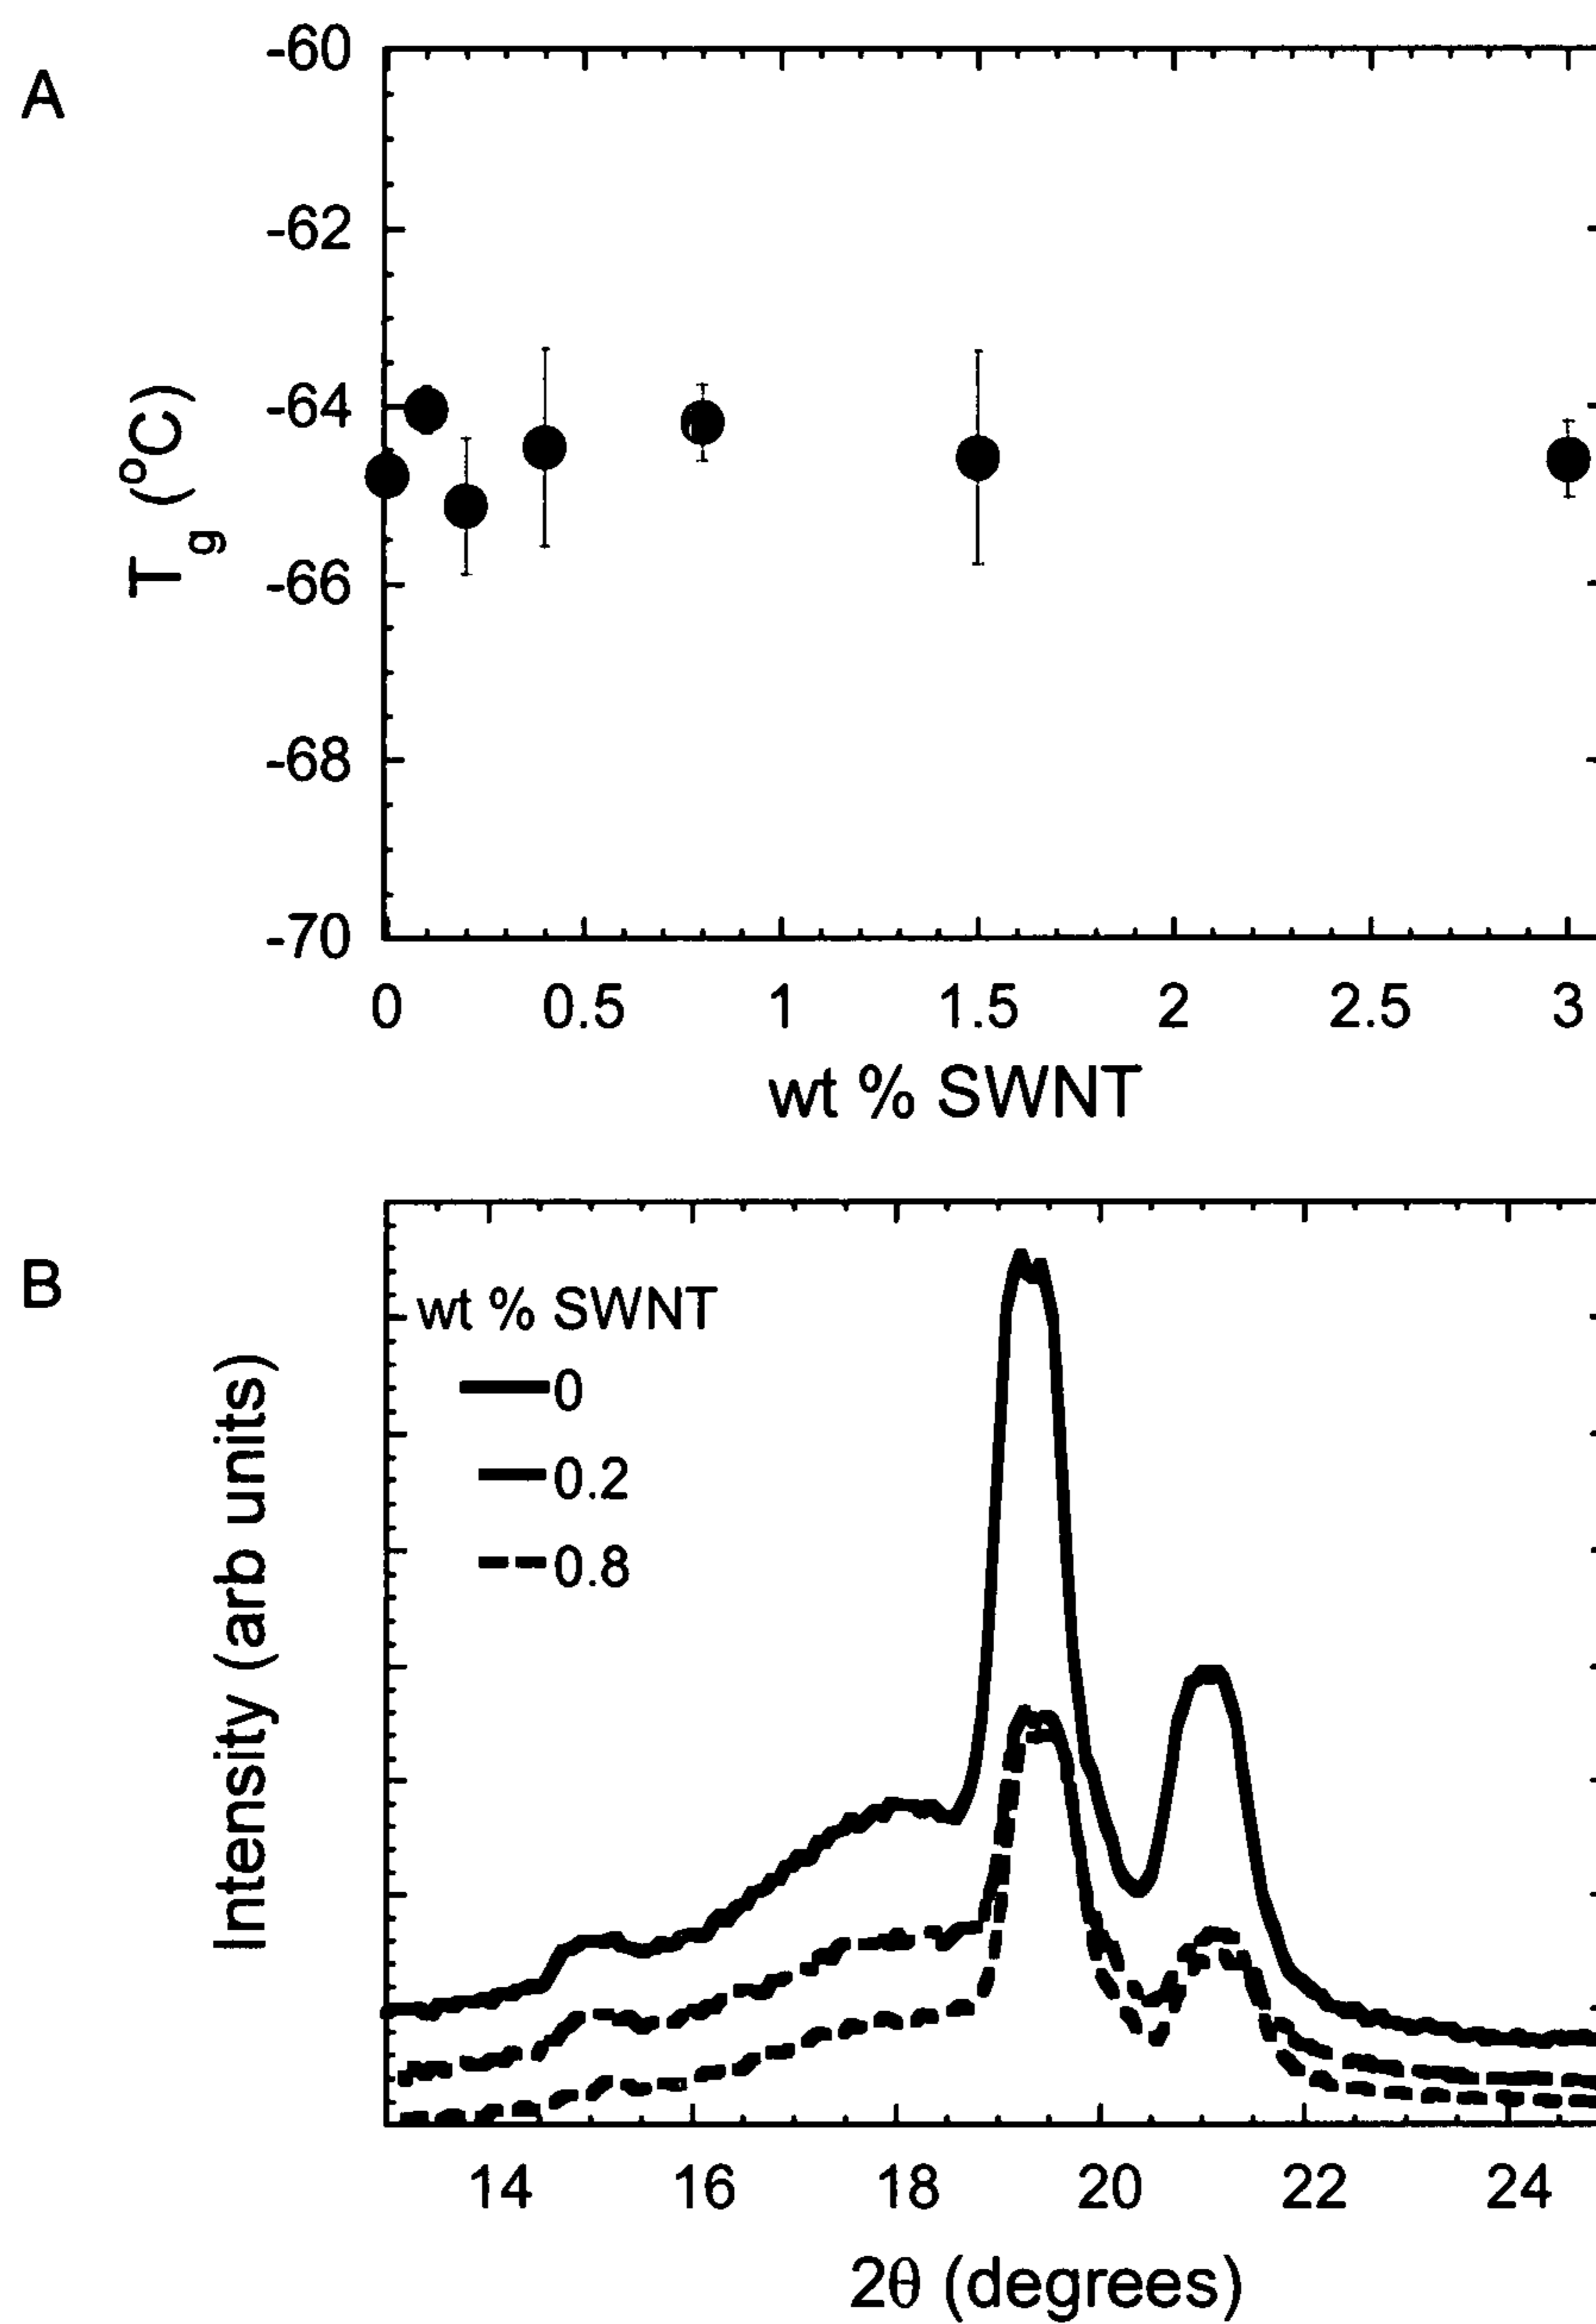 A
-60
-62
-64
-66
-68
-70
Tg (°C)
0 0.5 1 1.5 2 2.5 3
wt % SWNT
B
wt % SWNT
0
0.2
0.8
Intensity (arb units)
14 16 18 20 22 24
2θ (degrees)